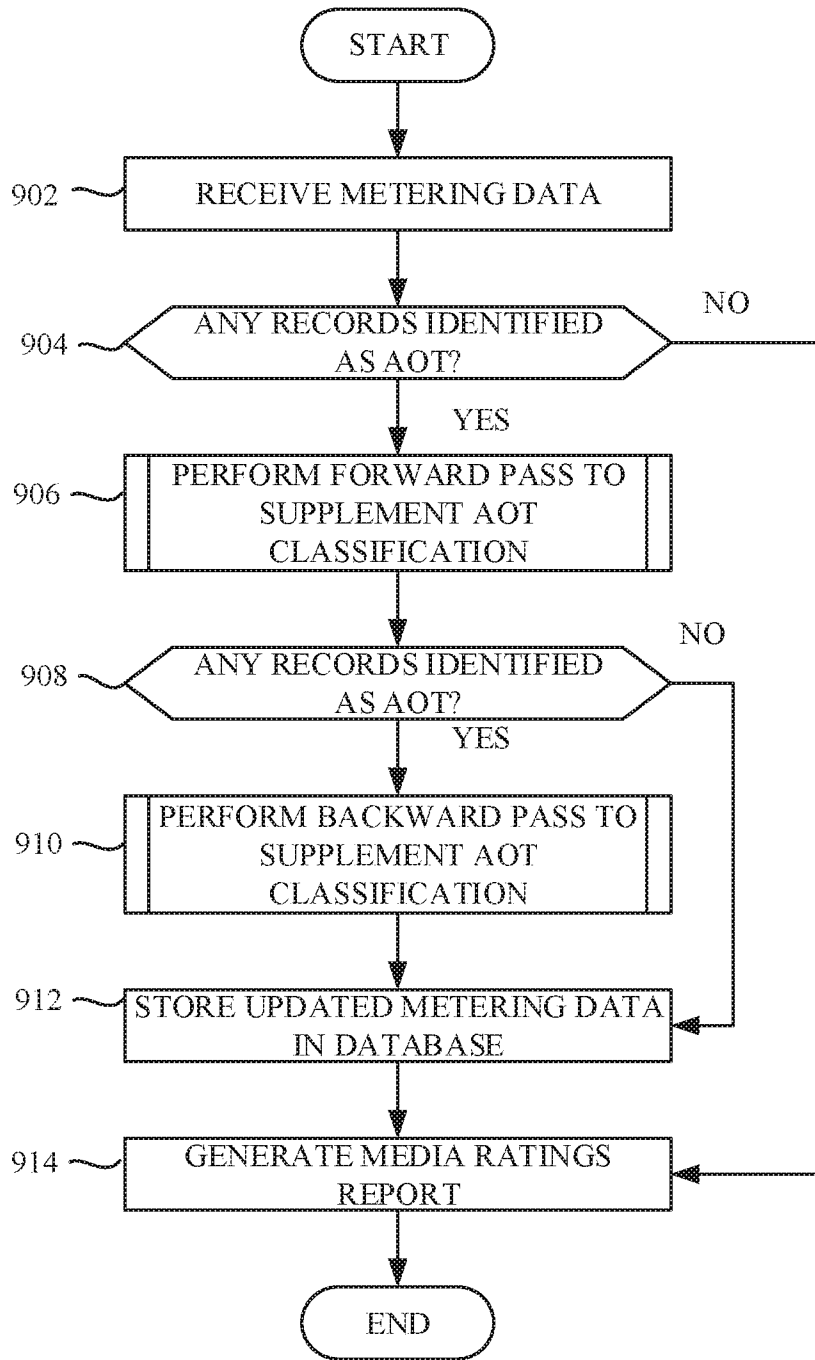 START
902
RECEIVE METERING DATA
NO
904
ANY RECORDS IDENTIFIED
AS AOT?
YES
906
PERFORM FORWARD PASS TO
SUPPLEMENT AOT
CLASSIFICATION
NO
908
ANY RECORDS IDENTIFIED
AS AOT?
YES
910
PERFORM BACKWARD PASS TO
SUPPLEMENT AOT
CLASSIFICATION
912
STORE UPDATED METERING DATA
IN DATABASE
914
GENERATE MEDIA RATINGS
REPORT
END